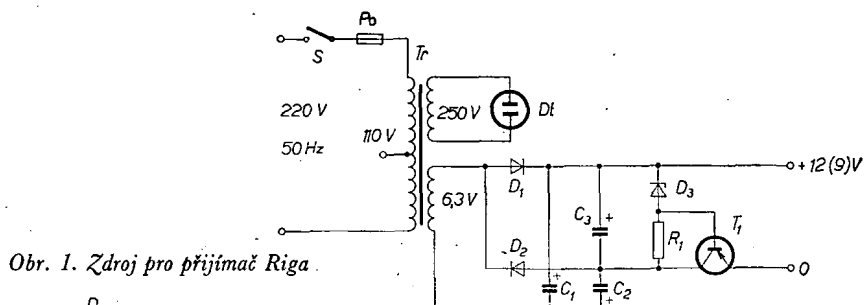 Po
S
Tr
220 V
50 Hz
110 V
250 V
6,3 V
D1
D2
C3
+
C1
+
C2
+
D3
R1
T1
+12(9)V
0
Obr. 1. Zdroj pro přijímač Riga